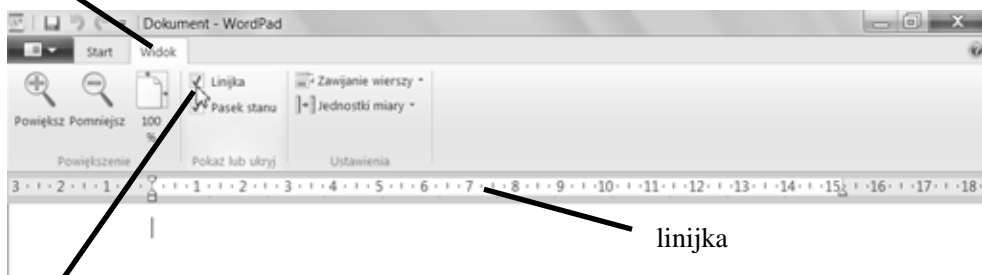 Dokument - WordPad
Start Widok
Linijka Zawijanie wierszy
Pasek stanu Jednostki miary
Powiększ Pomniejsz 100
%
Powiększenie Pokaż lub ukryj Ustawienia
3 2 1 1 2 3 4 5 6 7 8 9 10 11 12 13 14 15 16 17 18
linijka